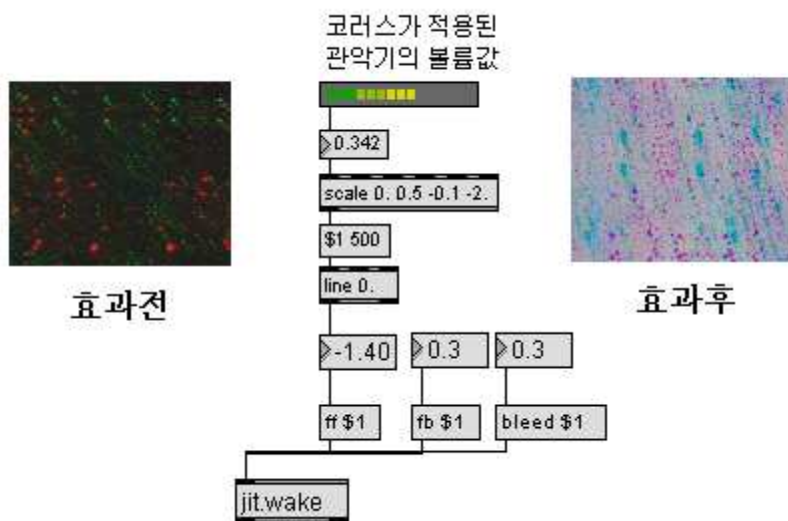 코러스가 적용된
관악기의 볼륨값
0.342
scale 0. 0.5 -0.1 -2.
$1 500
line 0.
효과전
효과후
-1.40
0.3
0.3
ff $1
fb $1
bleed $1
jit.wake